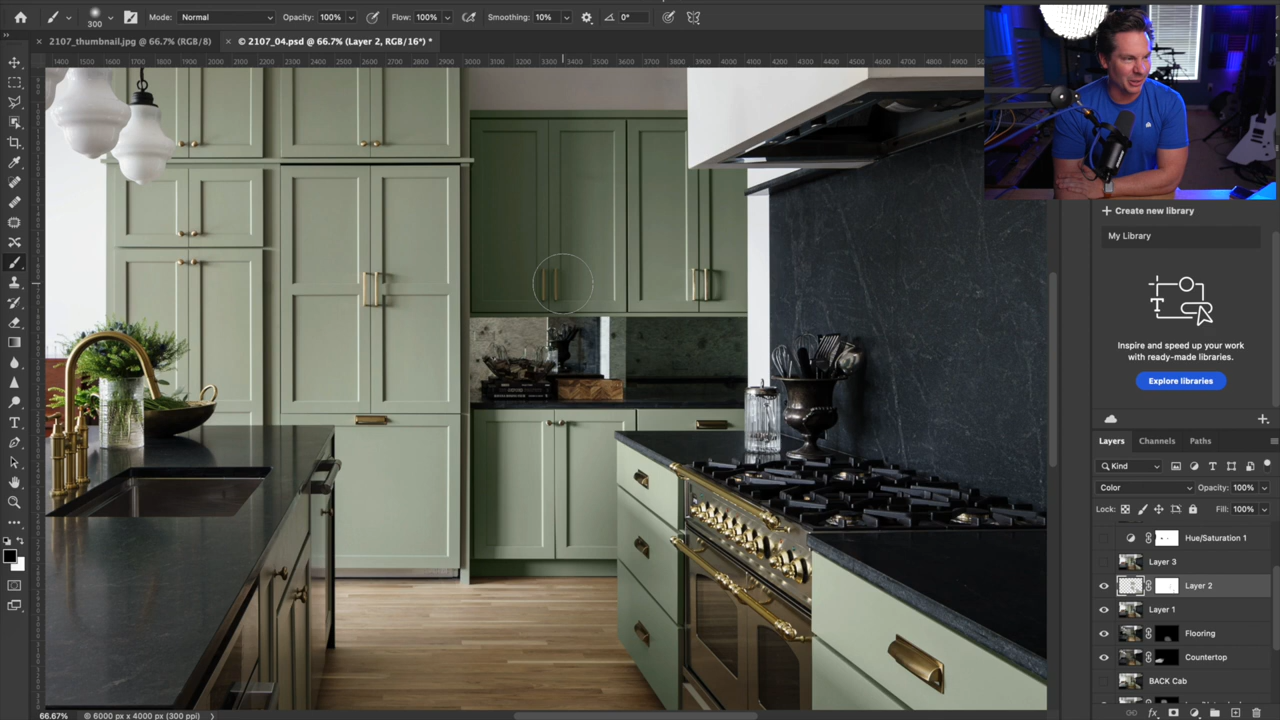 300
Mode: Normal
Opacity: 100%
Flow: 100%
Smoothing: 10%
0°
2107_thumbnail.jpg @ 66.7% (RGB/8)
© 2107_04.psd @ 66.7% (Layer 2, RGB/16*) *
Create new library
My Library
Inspire and speed up your work
with ready-made libraries.
Explore libraries
Layers
Channels
Paths
Kind
Color
Opacity: 100%
Lock:
Fill: 100%
Hue/Saturation 1
Layer 3
Layer 2
Layer 1
Flooring
Countertop
BACK Cab
66.67%
© 6000 px x 4000 px (300 ppi)